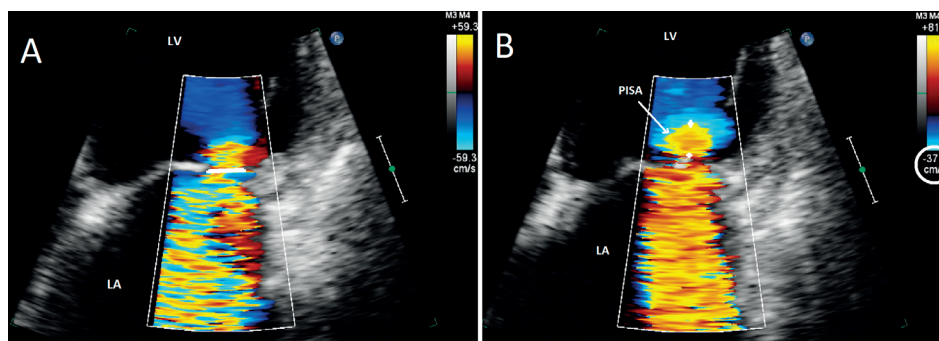 A
LV
LA
M3 M4
+59.3
-59.3
cm/s
B
LV
PISA
LA
M3 M4
+81
-37
cm/
P
P